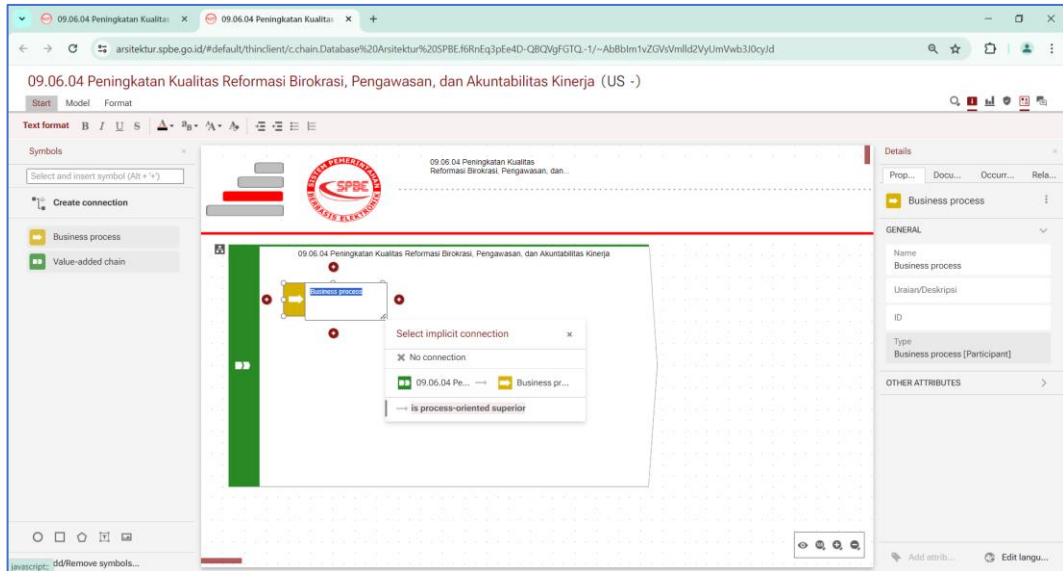 09.06.04 Peningkatan Kualitas
09.06.04 Peningkatan Kualitas
arsitektur.spbe.go.id/#default/thinclient/c.chain.Database%20Arsitektur%20SPBE.f6RnEq3pEe4D-QBQVgFGTQ.-1/~AbBbIm1vZGVsVmlld2VyUmVwb3J0cyJd
09.06.04 Peningkatan Kualitas Reformasi Birokrasi, Pengawasan, dan Akuntabilitas Kinerja (US -)
Start Model Format
Text format B I U S
Symbols
Select and insert symbol (Alt + '+')
Create connection
Business process
Value-added chain
dd/Remove symbols...
javascript:;
SISTEM PEMERINTAHAN
SPBE
BERBASIS ELEKTRONIK
09.06.04 Peningkatan Kualitas
Reformasi Birokrasi, Pengawasan, dan...
09.06.04 Peningkatan Kualitas Reformasi Birokrasi, Pengawasan, dan Akuntabilitas Kinerja
Business process
Select implicit connection
No connection
09.06.04 Pe... → Business pr...
→ is process-oriented superior
Details
Prop... Docu... Occurr... Rela...
Business process
GENERAL
Name
Business process
Uraian/Deskripsi
ID
Type
Business process [Participant]
OTHER ATTRIBUTES
Add attrib... Edit langu...